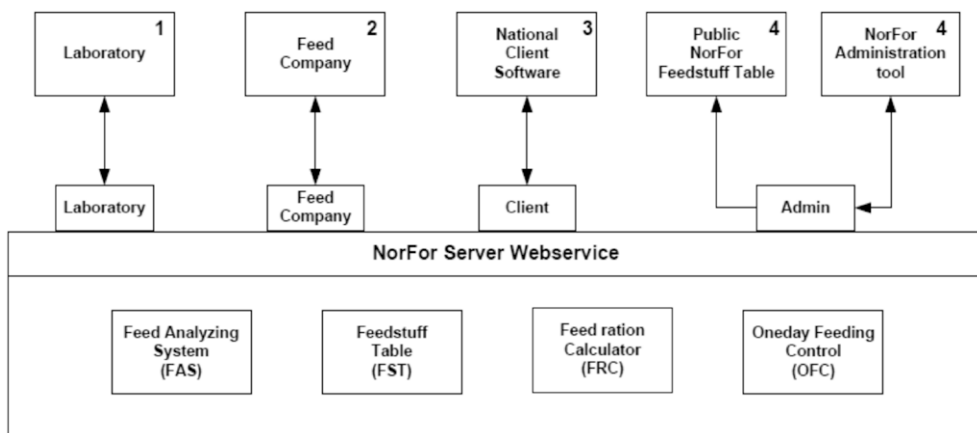 1
Laboratory
2
Feed
Company
3
National
Client
Software
4
Public
NorFor
Feedstuff Table
4
NorFor
Administration
tool
Laboratory
Feed
Company
Client
Admin
NorFor Server Webservice
Feed Analyzing
System
(FAS)
Feedstuff
Table
(FST)
Feed ration
Calculator
(FRC)
Oneday Feeding
Control
(OFC)